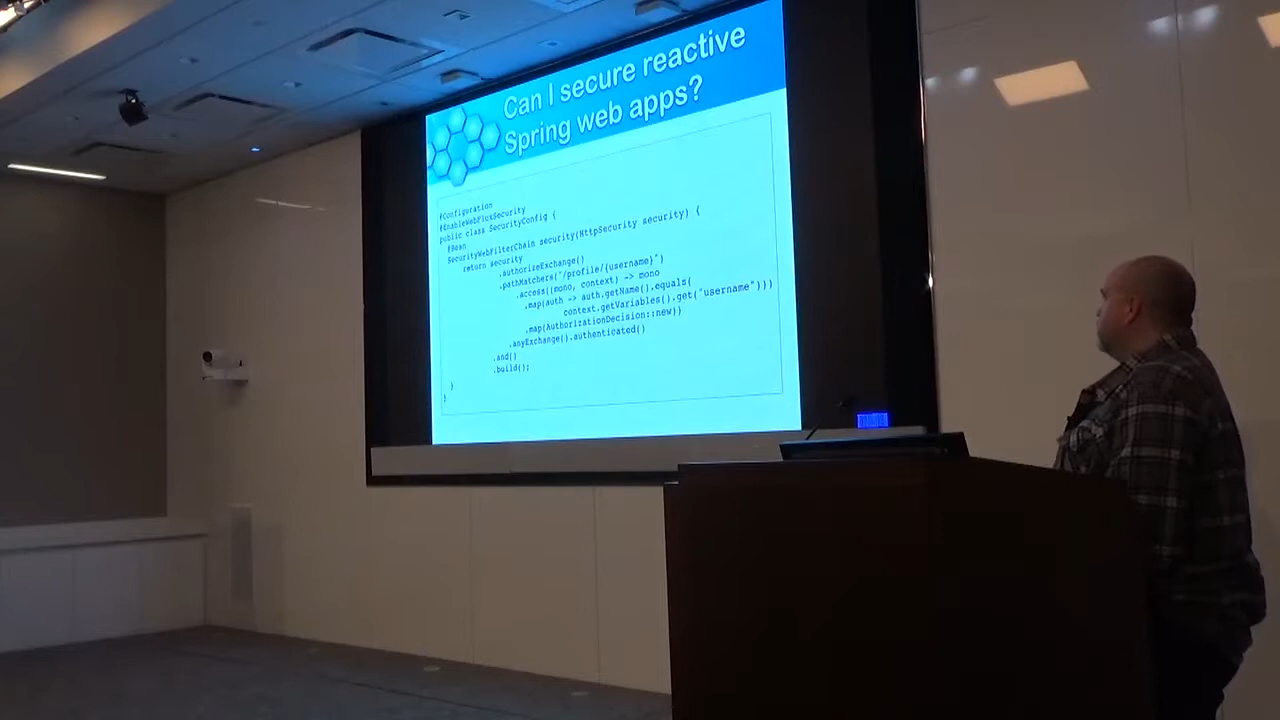 Can I secure reactive
Spring web apps?
@Configuration
@EnableWebFluxSecurity
public class SecurityConfig {
@Bean
SecurityWebFilterChain security(HttpSecurity security) {
return security
.authorizeExchange()
.pathMatchers("/profile/{username}")
.access((mono, context) -> mono
.map(auth -> auth.getName().equals(
context.getVariables().get("username")))
.map(AuthorizationDecision::new))
.anyExchange().authenticated()
.and()
.build();
}
}